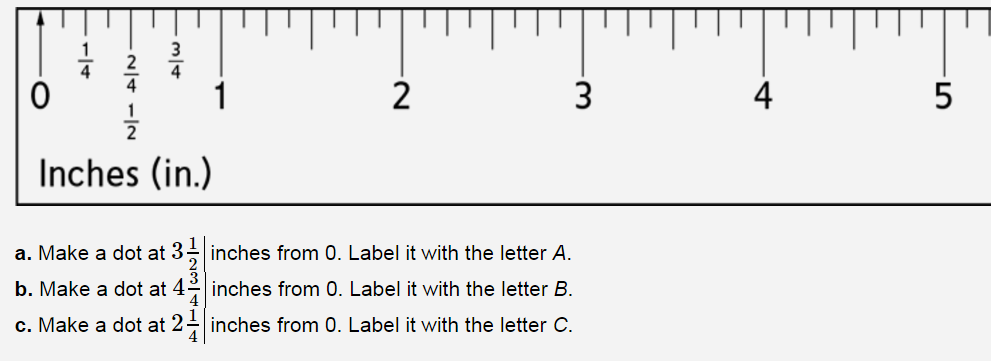 1/4 2/4 3/4
1/2
0 1 2 3 4 5
Inches (in.)
a. Make a dot at 3 1/2 inches from 0. Label it with the letter A.
b. Make a dot at 4 3/4 inches from 0. Label it with the letter B.
c. Make a dot at 2 1/4 inches from 0. Label it with the letter C.